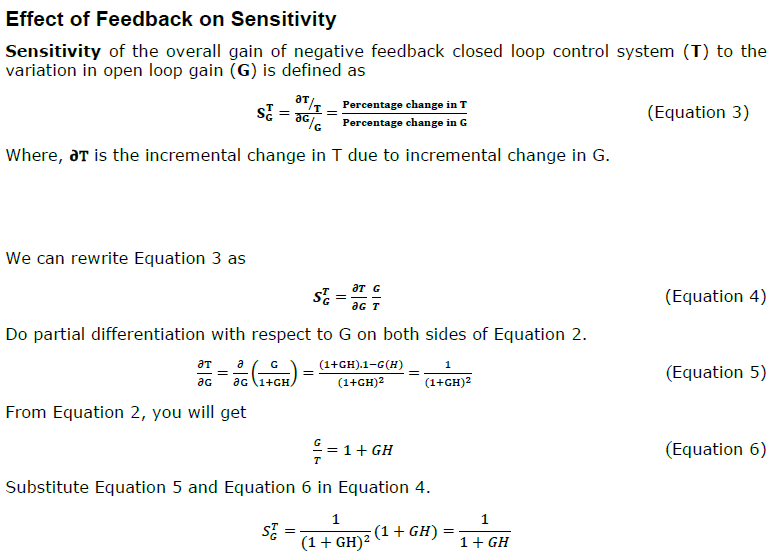 Effect of Feedback on Sensitivity
Sensitivity of the overall gain of negative feedback closed loop control system (T) to the
variation in open loop gain (G) is defined as
S_G^T = (∂T/T)/(∂G/G) = (Percentage change in T)/(Percentage change in G) (Equation 3)
Where, ∂T is the incremental change in T due to incremental change in G.
We can rewrite Equation 3 as
S_G^T = ∂T/∂G G/T (Equation 4)
Do partial differentiation with respect to G on both sides of Equation 2.
∂T/∂G = ∂/∂G (G/(1+GH)) = ((1+GH).1−G(H))/(1+GH)² = 1/(1+GH)² (Equation 5)
From Equation 2, you will get
G/T = 1 + GH (Equation 6)
Substitute Equation 5 and Equation 6 in Equation 4.
S_G^T = 1/(1 + GH)² (1 + GH) = 1/(1 + GH)